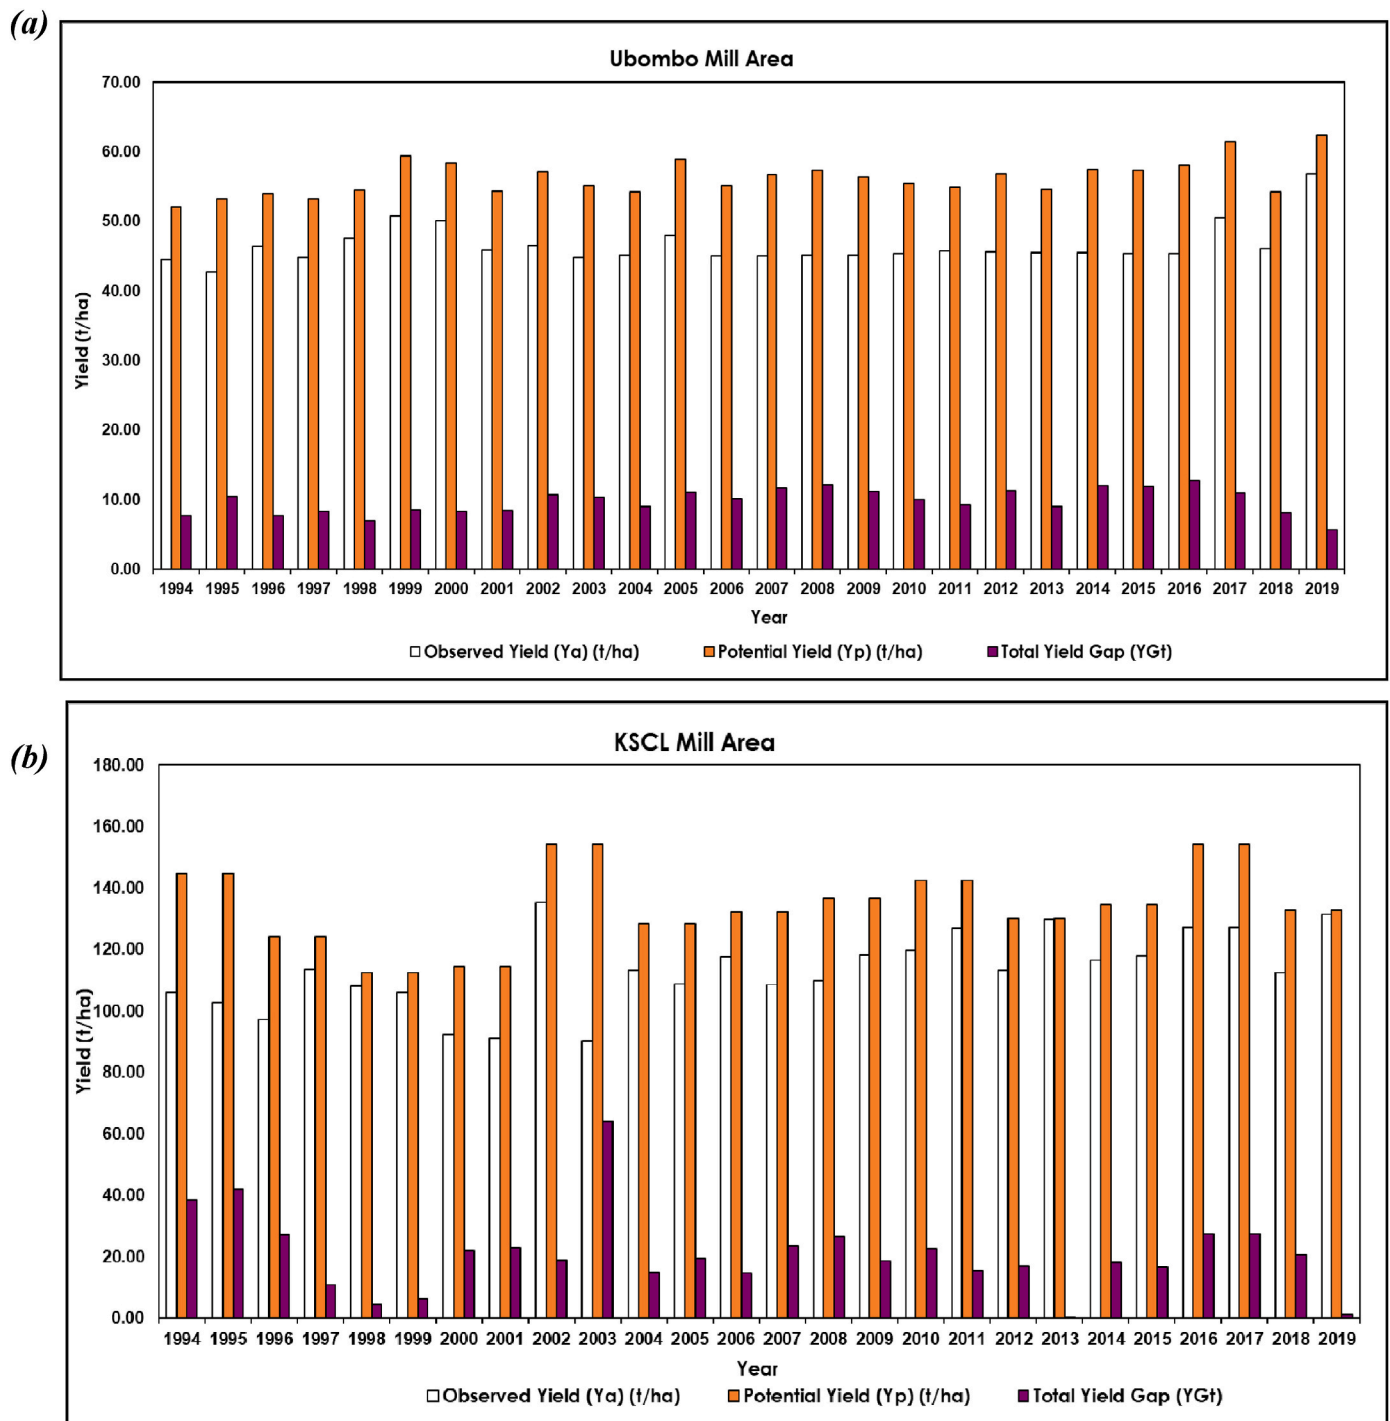 (a)
Ubombo Mill Area
70.00
60.00
50.00
40.00
30.00
20.00
10.00
0.00
Yield (t/ha)
1994 1995 1996 1997 1998 1999 2000 2001 2002 2003 2004 2005 2006 2007 2008 2009 2010 2011 2012 2013 2014 2015 2016 2017 2018 2019
Year
Observed Yield (Ya) (t/ha) Potential Yield (Yp) (t/ha) Total Yield Gap (YGt)
(b)
KSCL Mill Area
180.00
160.00
140.00
120.00
100.00
80.00
60.00
40.00
20.00
0.00
Yield (t/ha)
1994 1995 1996 1997 1998 1999 2000 2001 2002 2003 2004 2005 2006 2007 2008 2009 2010 2011 2012 2013 2014 2015 2016 2017 2018 2019
Year
Observed Yield (Ya) (t/ha) Potential Yield (Yp) (t/ha) Total Yield Gap (YGt)